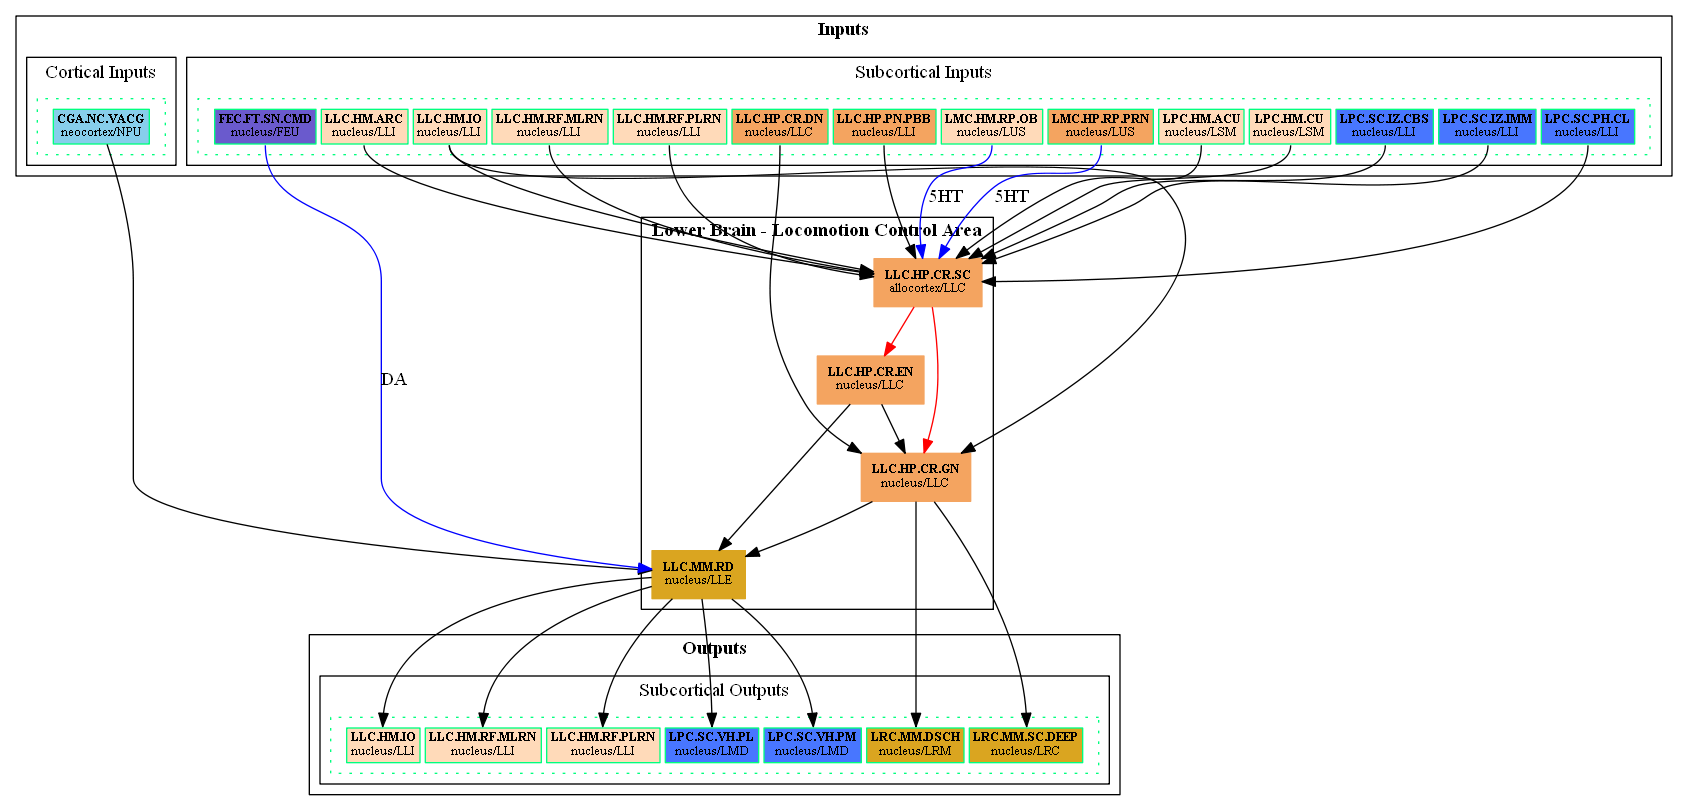 Inputs
Cortical Inputs
Subcortical Inputs
CGA.NC.VACG
neocortex/NPU
FEC.FT.SN.CMD
nucleus/FEU
LLC.HM.ARC
nucleus/LLI
LLC.HM.IO
nucleus/LLI
LLC.HM.RF.MLRN
nucleus/LLI
LLC.HM.RF.PLRN
nucleus/LLI
LLC.HP.CR.DN
nucleus/LLC
LLC.HP.PN.PBB
nucleus/LLI
LMC.HM.RP.OB
nucleus/LUS
LMC.HP.RP.PRN
nucleus/LUS
LPC.HM.ACU
nucleus/LSM
LPC.HM.CU
nucleus/LSM
LPC.SC.IZ.CBS
nucleus/LLI
LPC.SC.IZ.IMM
nucleus/LLI
LPC.SC.PH.CL
nucleus/LLI
5HT
5HT
Lower Brain - Locomotion Control Area
LLC.HP.CR.SC
allocortex/LLC
DA
LLC.HP.CR.EN
nucleus/LLC
LLC.HP.CR.GN
nucleus/LLC
LLC.MM.RD
nucleus/LLE
Outputs
Subcortical Outputs
LLC.HM.IO
nucleus/LLI
LLC.HM.RF.MLRN
nucleus/LLI
LLC.HM.RF.PLRN
nucleus/LLI
LPC.SC.VH.PL
nucleus/LMD
LPC.SC.VH.PM
nucleus/LMD
LRC.MM.DSCH
nucleus/LRM
LRC.MM.SC.DEEP
nucleus/LRC